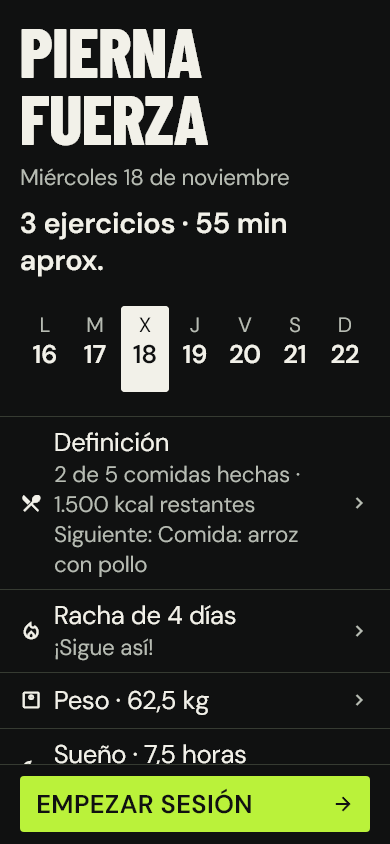 PIERNA
FUERZA
Miércoles 18 de noviembre
3 ejercicios · 55 min
aprox.
L M X J V S D
16 17 18 19 20 21 22
Definición
2 de 5 comidas hechas ·
1.500 kcal restantes
Siguiente: Comida: arroz
con pollo
Racha de 4 días
¡Sigue así!
Peso · 62,5 kg
Sueño · 7,5 horas
EMPEZAR SESIÓN